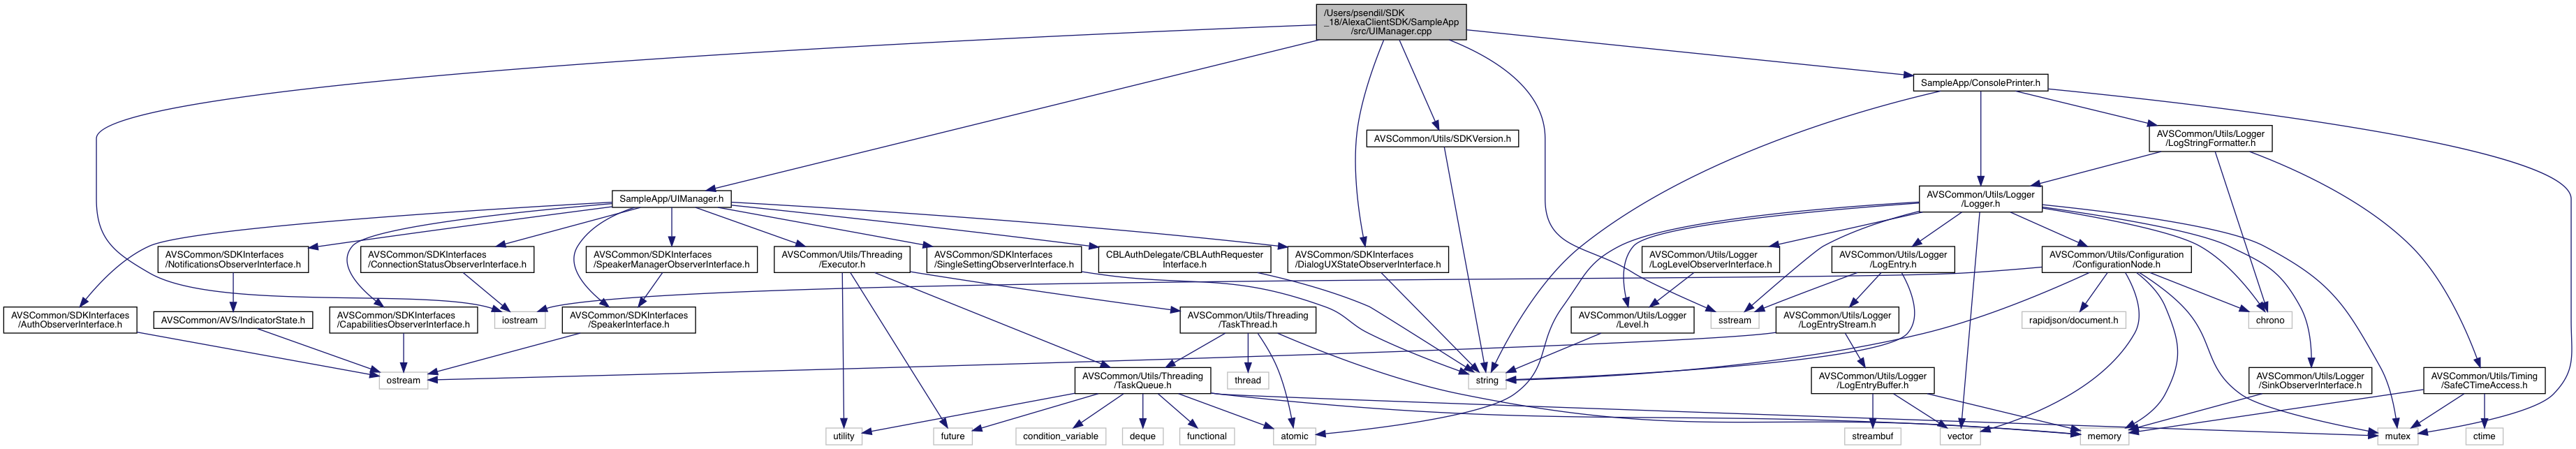 /Users/psendil/SDK
_18/AlexaClientSDK/SampleApp
/src/UIManager.cpp
SampleApp/ConsolePrinter.h
AVSCommon/Utils/SDKVersion.h
AVSCommon/Utils/Logger
/LogStringFormatter.h
SampleApp/UIManager.h
AVSCommon/Utils/Logger
/Logger.h
AVSCommon/SDKInterfaces
/NotificationsObserverInterface.h
AVSCommon/SDKInterfaces
/ConnectionStatusObserverInterface.h
AVSCommon/SDKInterfaces
/SpeakerManagerObserverInterface.h
AVSCommon/Utils/Threading
/Executor.h
AVSCommon/SDKInterfaces
/SingleSettingObserverInterface.h
CBLAuthDelegate/CBLAuthRequester
Interface.h
AVSCommon/SDKInterfaces
/DialogUXStateObserverInterface.h
AVSCommon/Utils/Logger
/LogLevelObserverInterface.h
AVSCommon/Utils/Logger
/LogEntry.h
AVSCommon/Utils/Configuration
/ConfigurationNode.h
AVSCommon/SDKInterfaces
/AuthObserverInterface.h
AVSCommon/AVS/IndicatorState.h
AVSCommon/SDKInterfaces
/CapabilitiesObserverInterface.h
iostream
AVSCommon/SDKInterfaces
/SpeakerInterface.h
AVSCommon/Utils/Threading
/TaskThread.h
AVSCommon/Utils/Logger
/Level.h
sstream
AVSCommon/Utils/Logger
/LogEntryStream.h
rapidjson/document.h
chrono
ostream
AVSCommon/Utils/Threading
/TaskQueue.h
thread
string
AVSCommon/Utils/Logger
/LogEntryBuffer.h
AVSCommon/Utils/Logger
/SinkObserverInterface.h
AVSCommon/Utils/Timing
/SafeCTimeAccess.h
utility
future
condition_variable
deque
functional
atomic
streambuf
vector
memory
mutex
ctime